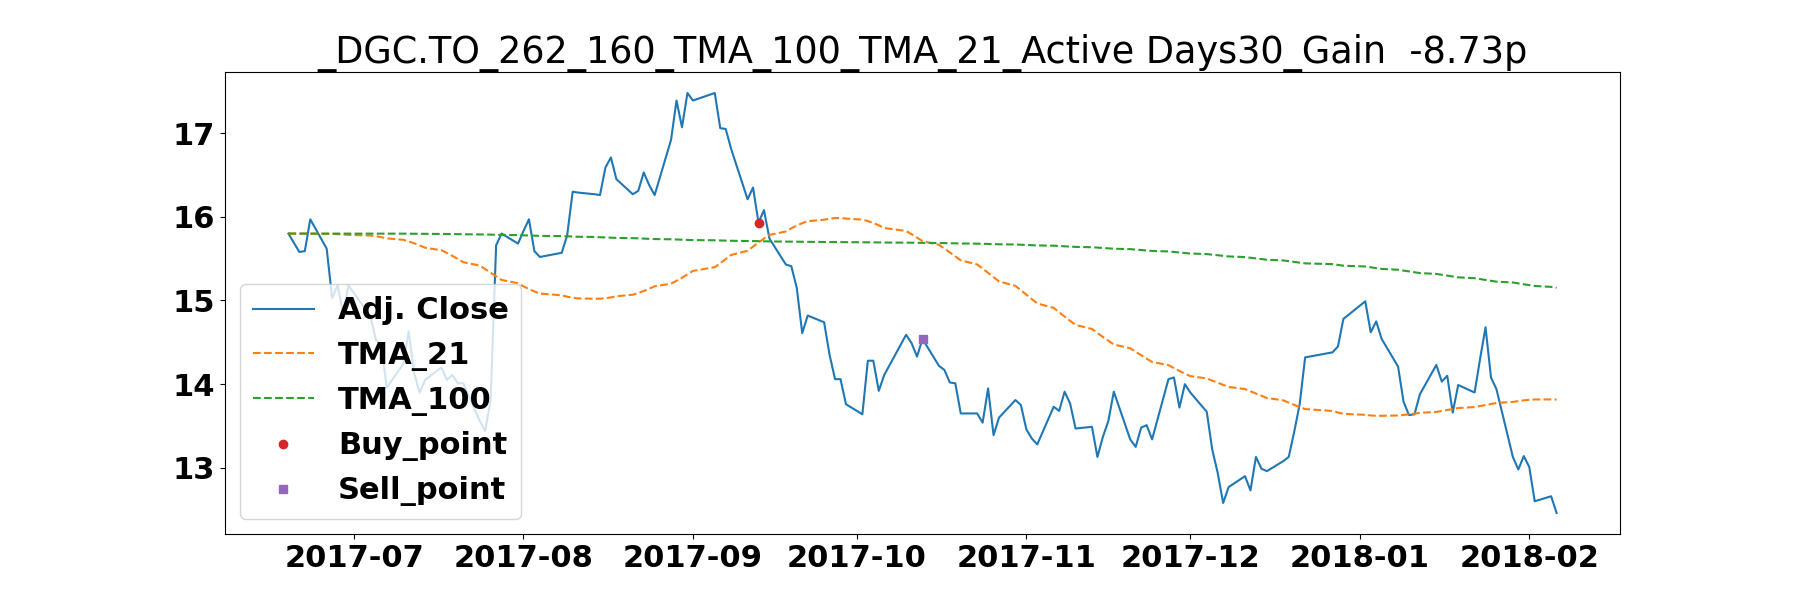 _DGC.TO_262_160_TMA_100_TMA_21_Active Days30_Gain  -8.73p
17
16
15
14
13
Adj. Close
TMA_21
TMA_100
Buy_point
Sell_point
2017-07 2017-08 2017-09 2017-10 2017-11 2017-12 2018-01 2018-02